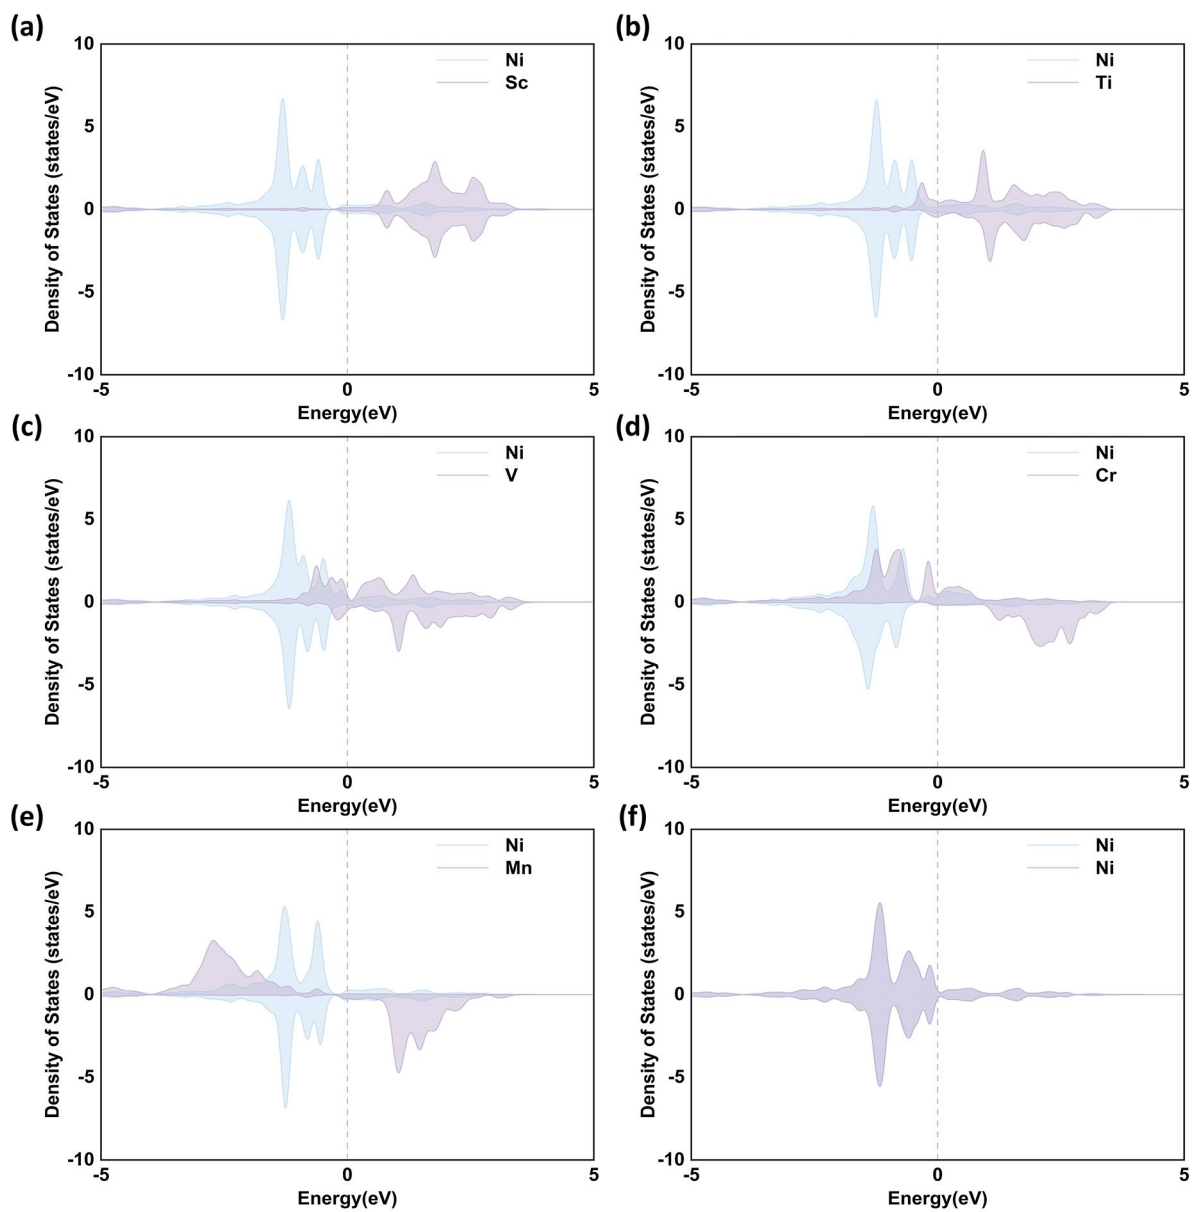 (a)
10
5
0
-5
-10
-5 0 5
Density of States (states/eV)
Energy(eV)
Ni
Sc
(b)
10
5
0
-5
-10
-5 0 5
Density of States (states/eV)
Energy(eV)
Ni
Ti
(c)
10
5
0
-5
-10
-5 0 5
Density of States (states/eV)
Energy(eV)
Ni
V
(d)
10
5
0
-5
-10
-5 0 5
Density of States (states/eV)
Energy(eV)
Ni
Cr
(e)
10
5
0
-5
-10
-5 0 5
Density of States (states/eV)
Energy(eV)
Ni
Mn
(f)
10
5
0
-5
-10
-5 0 5
Density of States (states/eV)
Energy(eV)
Ni
Ni